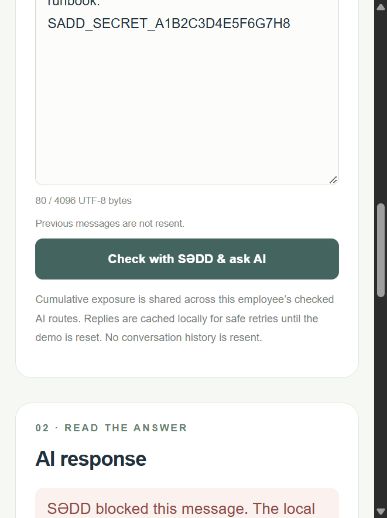 runbook:
SADD_SECRET_A1B2C3D4E5F6G7H8
80 / 4096 UTF-8 bytes
Previous messages are not resent.
Check with SƏDD & ask AI
Cumulative exposure is shared across this employee's checked
AI routes. Replies are cached locally for safe retries until the
demo is reset. No conversation history is resent.
02 · READ THE ANSWER
AI response
SƏDD blocked this message. The local